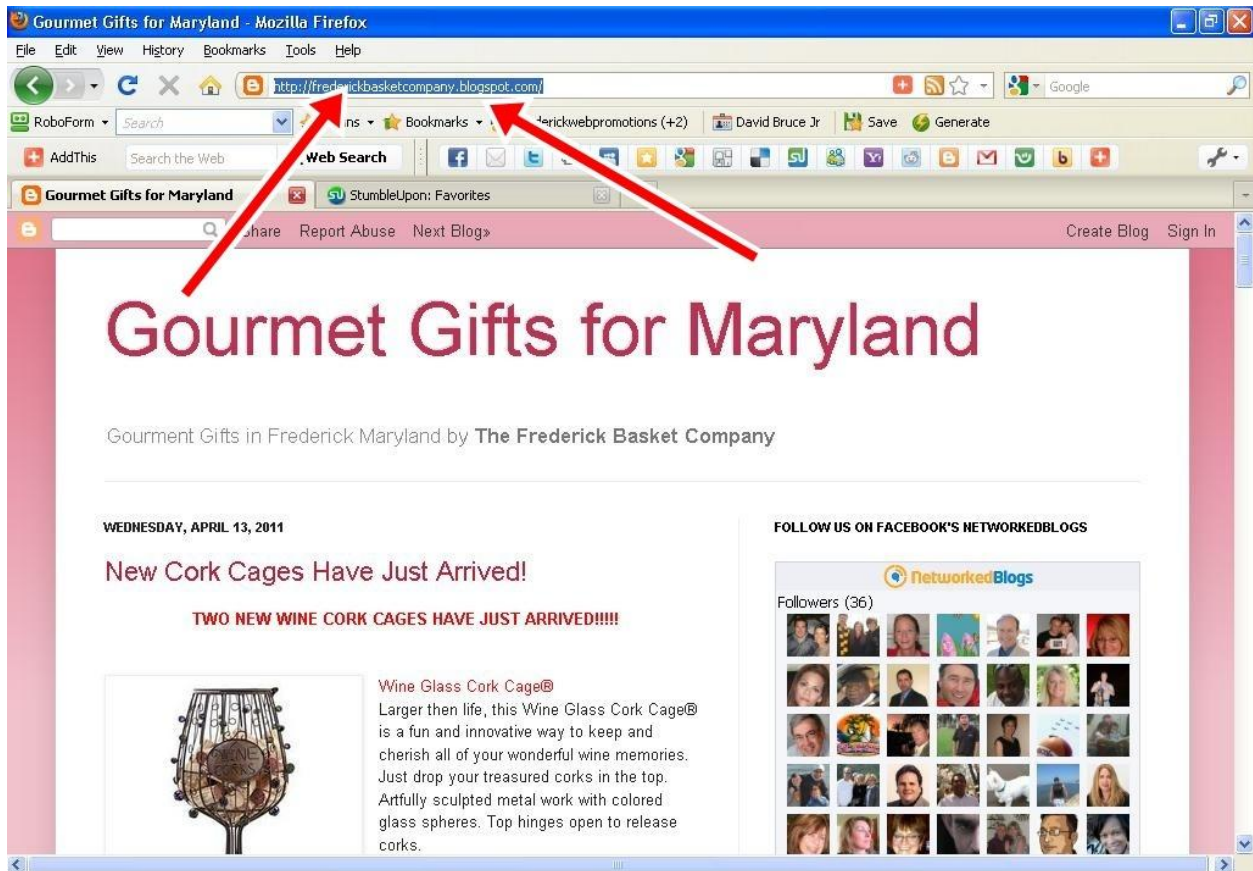 Gourmet Gifts for Maryland - Mozilla Firefox
File Edit View History Bookmarks Tools Help
http://frederickbasketcompany.blogspot.com/ Google
RoboForm Search Bookmarks derickwebpromotions (+2) David Bruce Jr Save Generate
AddThis Search the Web Web Search
Gourmet Gifts for Maryland StumbleUpon: Favorites
Share Report Abuse Next Blog» Create Blog Sign In
Gourmet Gifts for Maryland
Gourment Gifts in Frederick Maryland by The Frederick Basket Company
WEDNESDAY, APRIL 13, 2011
New Cork Cages Have Just Arrived!
TWO NEW WINE CORK CAGES HAVE JUST ARRIVED!!!!!
Wine Glass Cork Cage®
Larger then life, this Wine Glass Cork Cage®
is a fun and innovative way to keep and
cherish all of your wonderful wine memories.
Just drop your treasured corks in the top.
Artfully sculpted metal work with colored
glass spheres. Top hinges open to release
corks.
WINE
CORKS
FOLLOW US ON FACEBOOK'S NETWORKEDBLOGS
NetworkedBlogs
Followers (36)